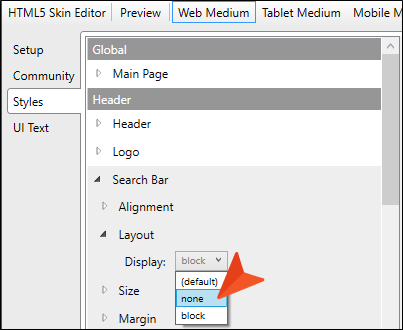 HTML5 Skin Editor Preview Web Medium Tablet Medium Mobile M
Setup
Community
Styles
UI Text
Global
Main Page
Header
Header
Logo
Search Bar
Alignment
Layout
Display: block
(default)
none
block
Size
Margin